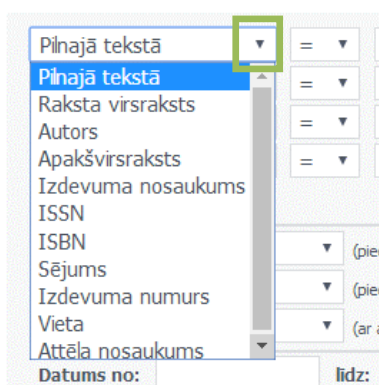 Pilnajā tekstā =
Pilnajā tekstā =
Raksta virsraksts
Autors =
Apakšvirsraksts =
Izdevuma nosaukums
ISSN
ISBN
Sējums
Izdevuma numurs
Vieta (ar
Attēla nosaukums
Datums no: līdz: